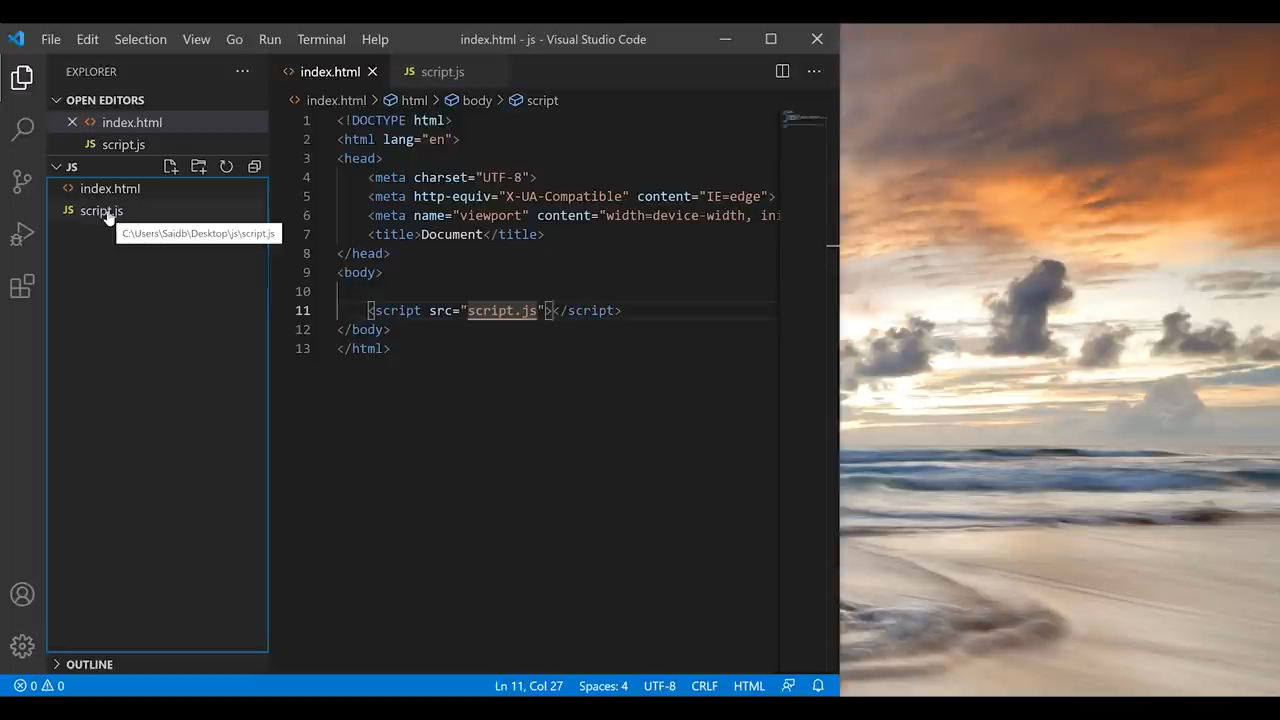 File Edit Selection View Go Run Terminal Help index.html - js - Visual Studio Code
EXPLORER
OPEN EDITORS
index.html
JS script.js
JS
index.html
JS script.js
C:\Users\Saidb\Desktop\js\script.js
OUTLINE
index.html JS script.js
index.html > html > body > script
1 <!DOCTYPE html>
2 <html lang="en">
3 <head>
4 <meta charset="UTF-8">
5 <meta http-equiv="X-UA-Compatible" content="IE=edge">
6 <meta name="viewport" content="width=device-width, ini
7 <title>Document</title>
8 </head>
9 <body>
10
11 <script src="script.js"></script>
12 </body>
13 </html>
0 0 Ln 11, Col 27 Spaces: 4 UTF-8 CRLF HTML